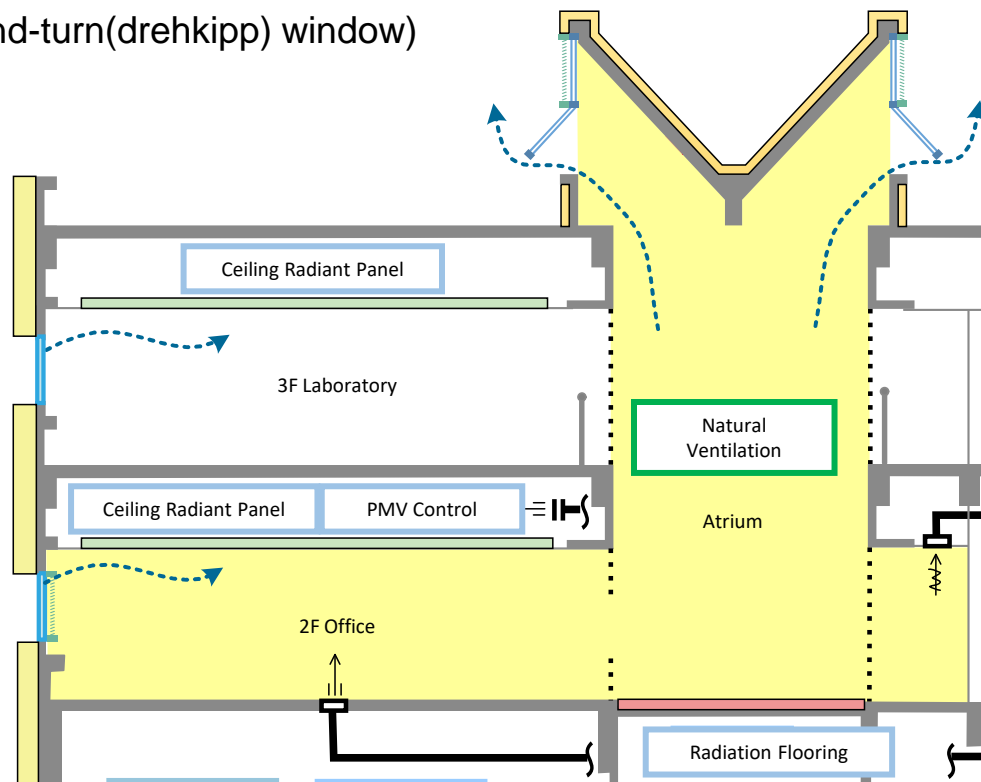 nd-turn(drehkipp) window)
Ceiling Radiant Panel
3F Laboratory
Natural
Ventilation
Ceiling Radiant Panel
PMV Control
Atrium
2F Office
Radiation Flooring